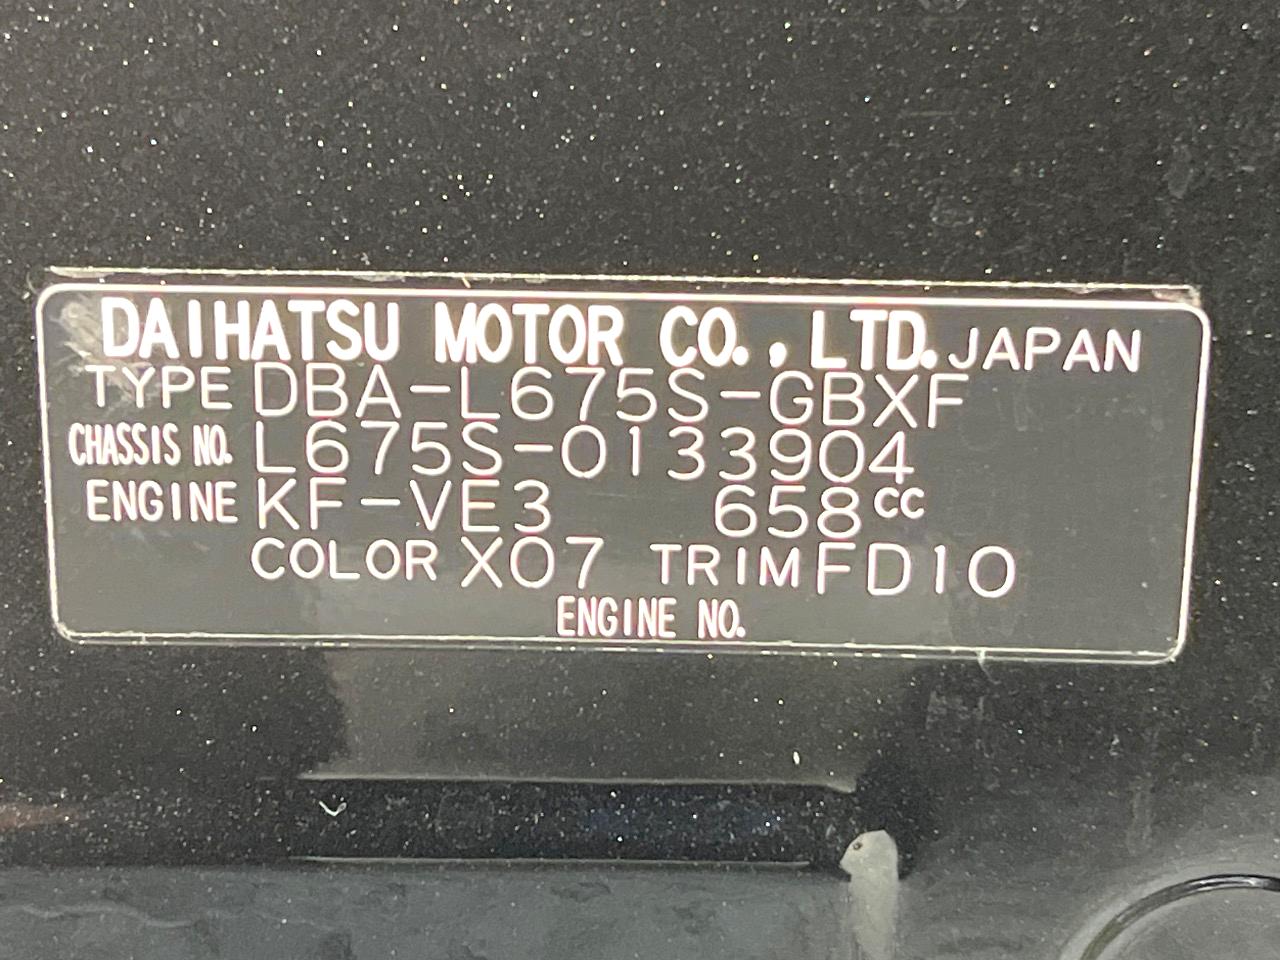 DAIHATSU MOTOR CO., LTD. JAPAN
TYPE DBA-L675S-GBXF
CHASSIS NO. L675S-0133904
ENGINE KF-VE3 658cc
COLOR X07 TRIM FD10
ENGINE NO.